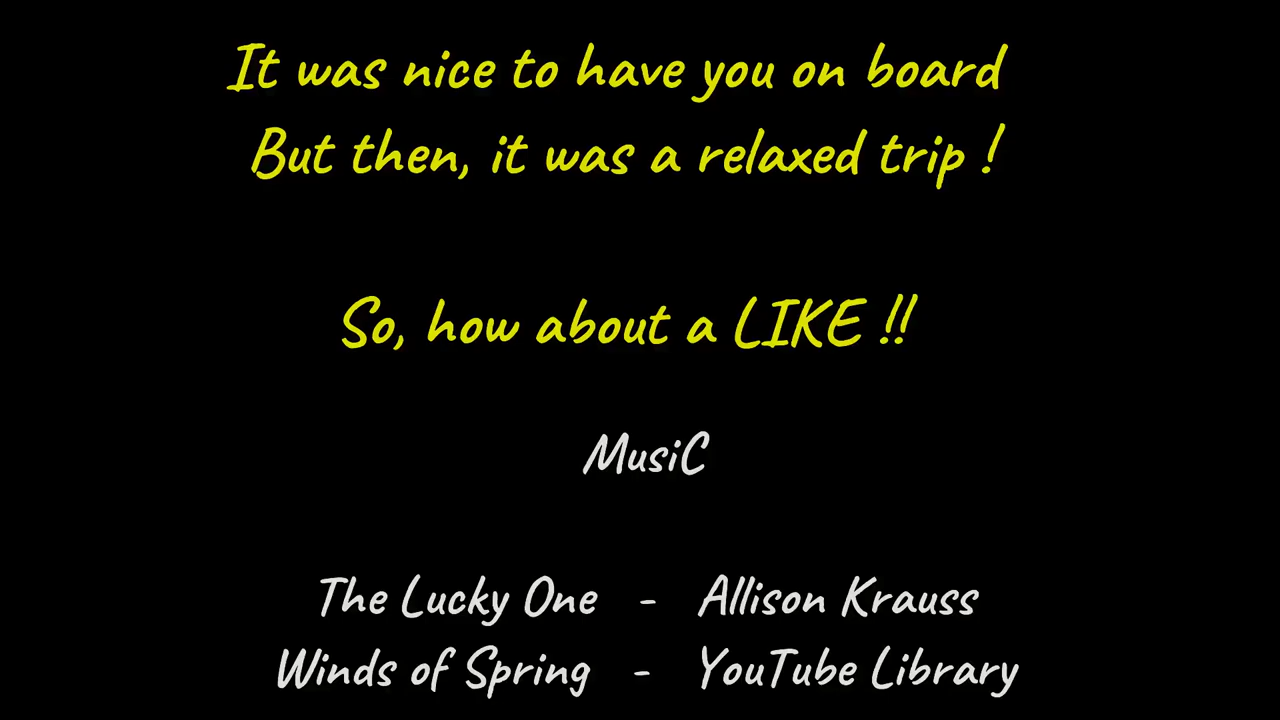 It was nice to have you on board
But then, it was a relaxed trip !
So, how about a LIKE !!
MusiC
The Lucky One - Allison Krauss
Winds of Spring - YouTube Library